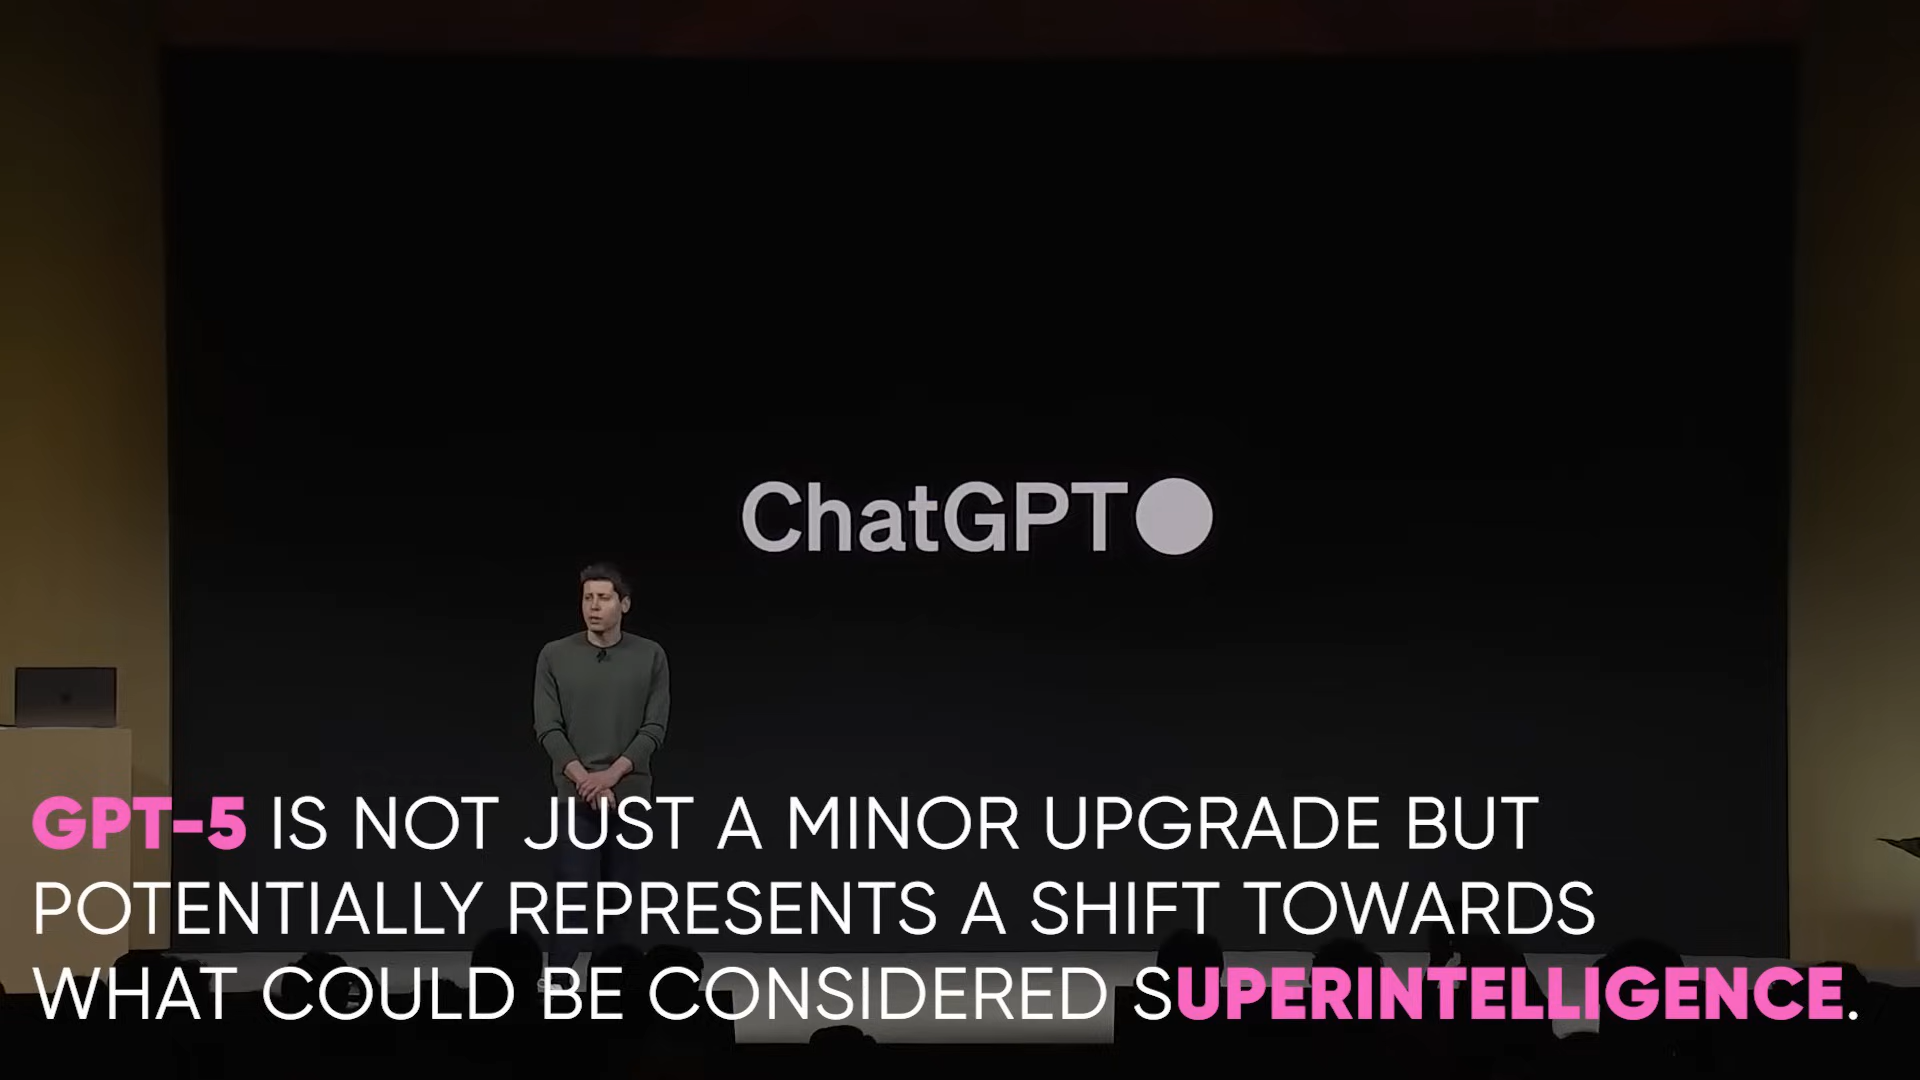 ChatGPT
GPT-5 IS NOT JUST A MINOR UPGRADE BUT
POTENTIALLY REPRESENTS A SHIFT TOWARDS
WHAT COULD BE CONSIDERED SUPERINTELLIGENCE.